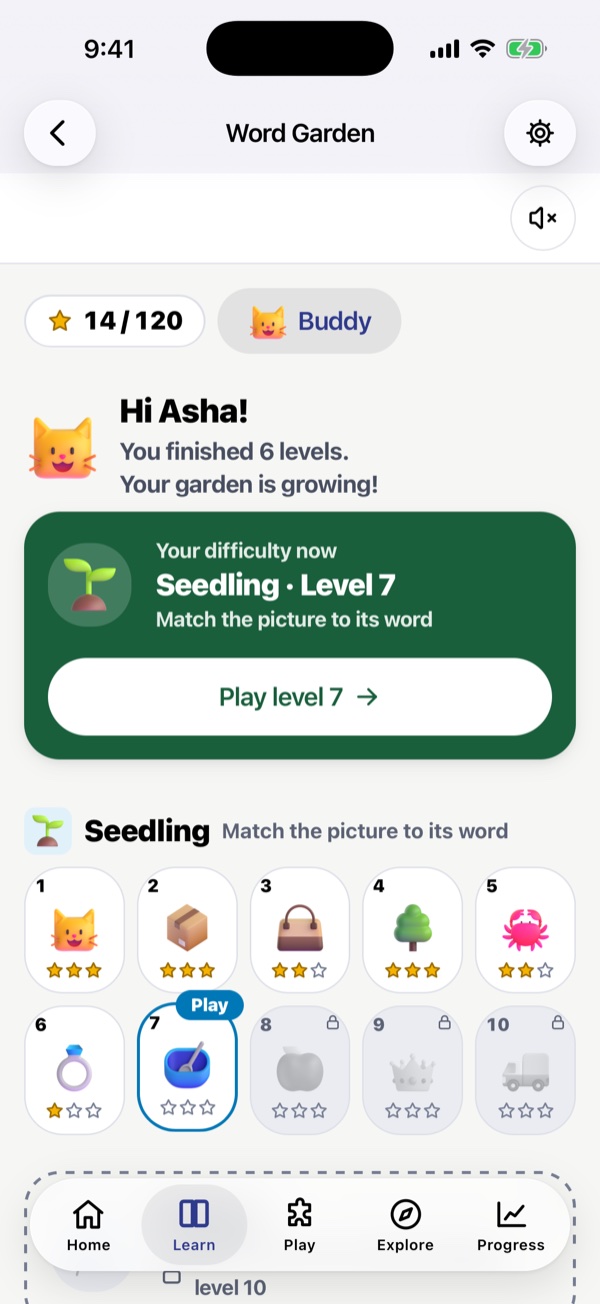 9:41
Word Garden
14/120
Buddy
Hi Asha!
You finished 6 levels.
Your garden is growing!
Your difficulty now
Seedling · Level 7
Match the picture to its word
Play level 7 →
Seedling Match the picture to its word
1 2 3 4 5
Play
6 7 8 9 10
Home Learn Play Explore Progress
level 10